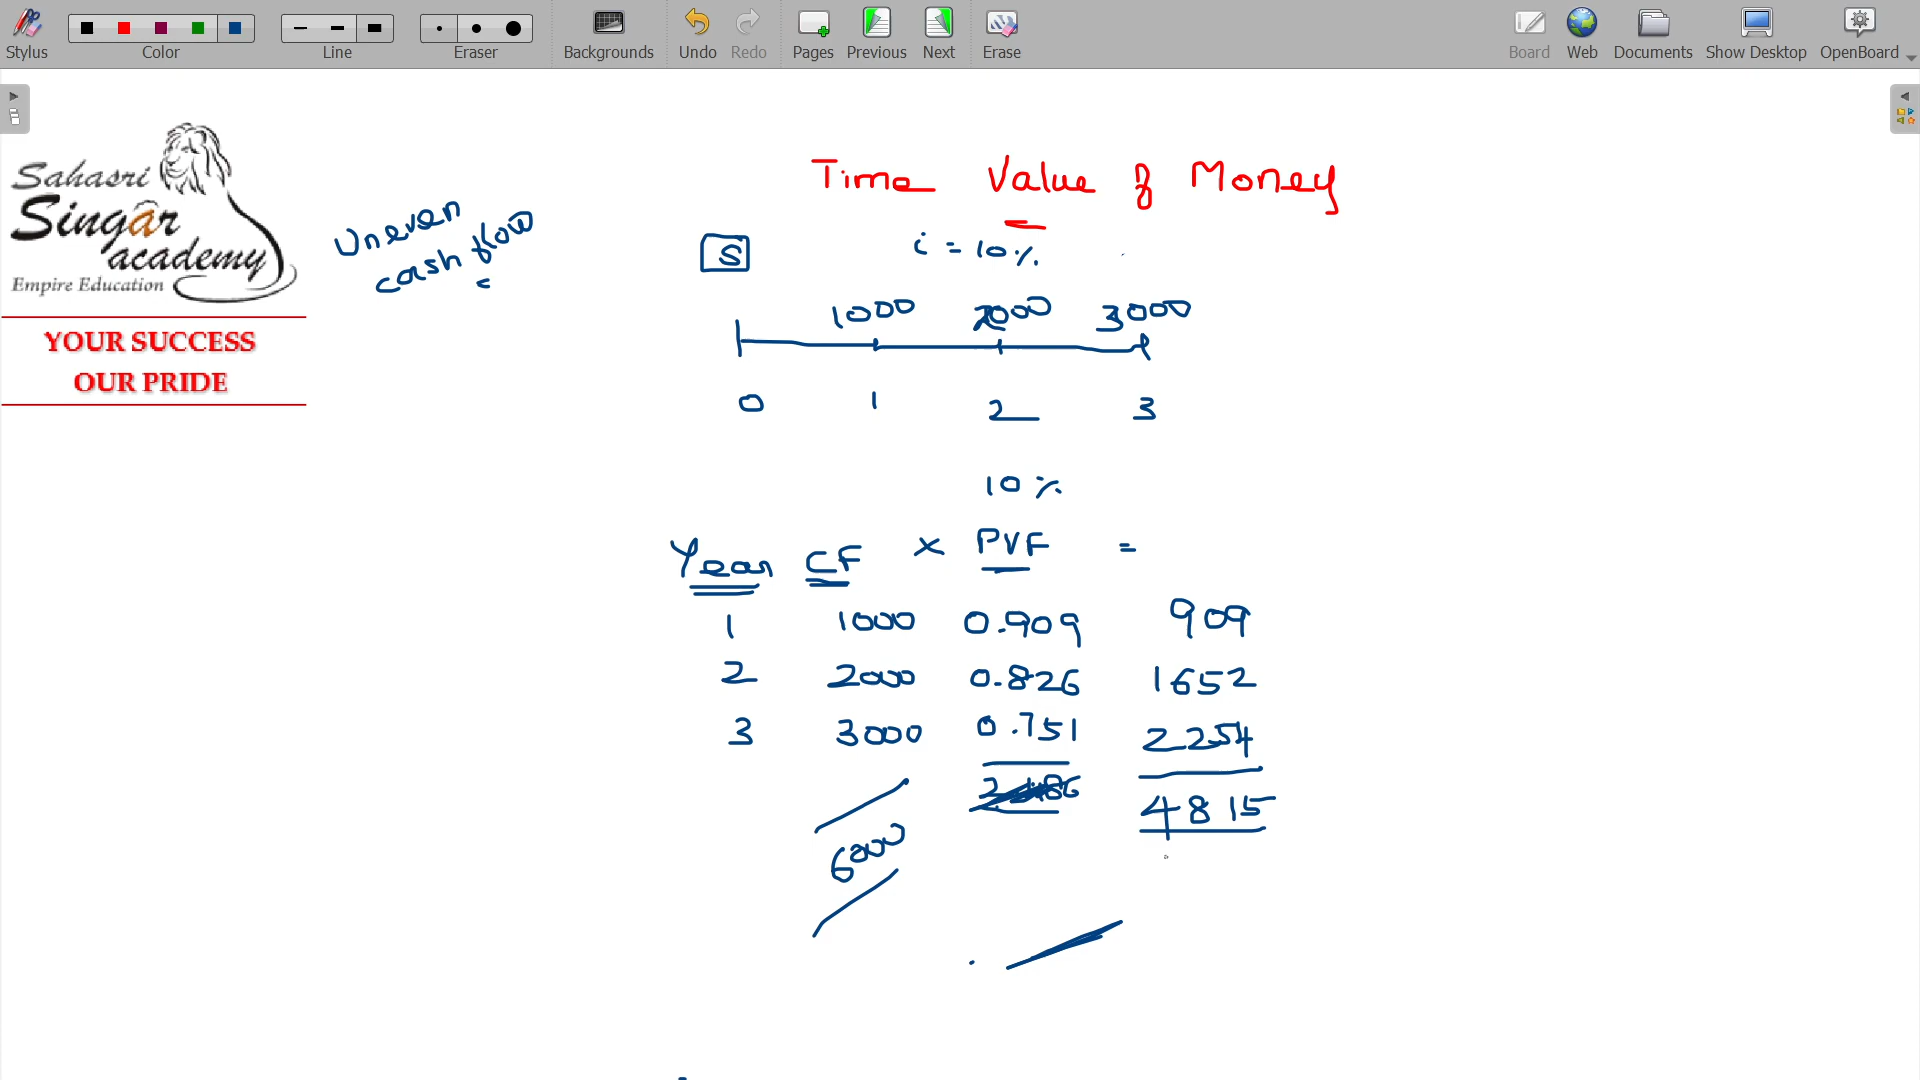 Stylus Color Line Eraser Backgrounds Undo Redo Pages Previous Next Erase Board Web Documents Show Desktop OpenBoard
Sahasri
Singar
academy
Empire Education
YOUR SUCCESS
OUR PRIDE
Uneven
cash flow
Time Value of Money
5 i = 10%
1000 2000 3000
0 1 2 3
10%
Year CF × PVF =
1 1000 0.909 909
2 2000 0.826 1652
3 3000 0.751 2254
2.486 4815
6000